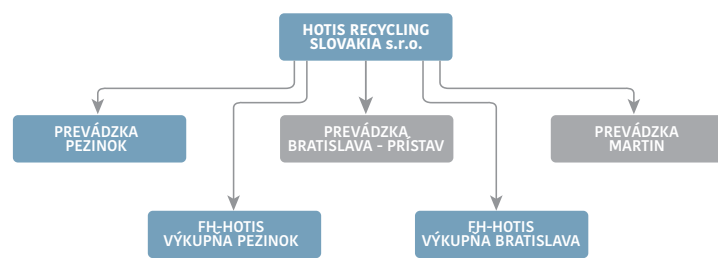 HOTIS RECYCLING
SLOVAKIA s.r.o.
PREVÁDZKA
PEZINOK
PREVÁDZKA
BRATISLAVA - PRÍSTAV
PREVÁDZKA
MARTIN
FH-HOTIS
VÝKUPŇA PEZINOK
FH-HOTIS
VÝKUPŇA BRATISLAVA